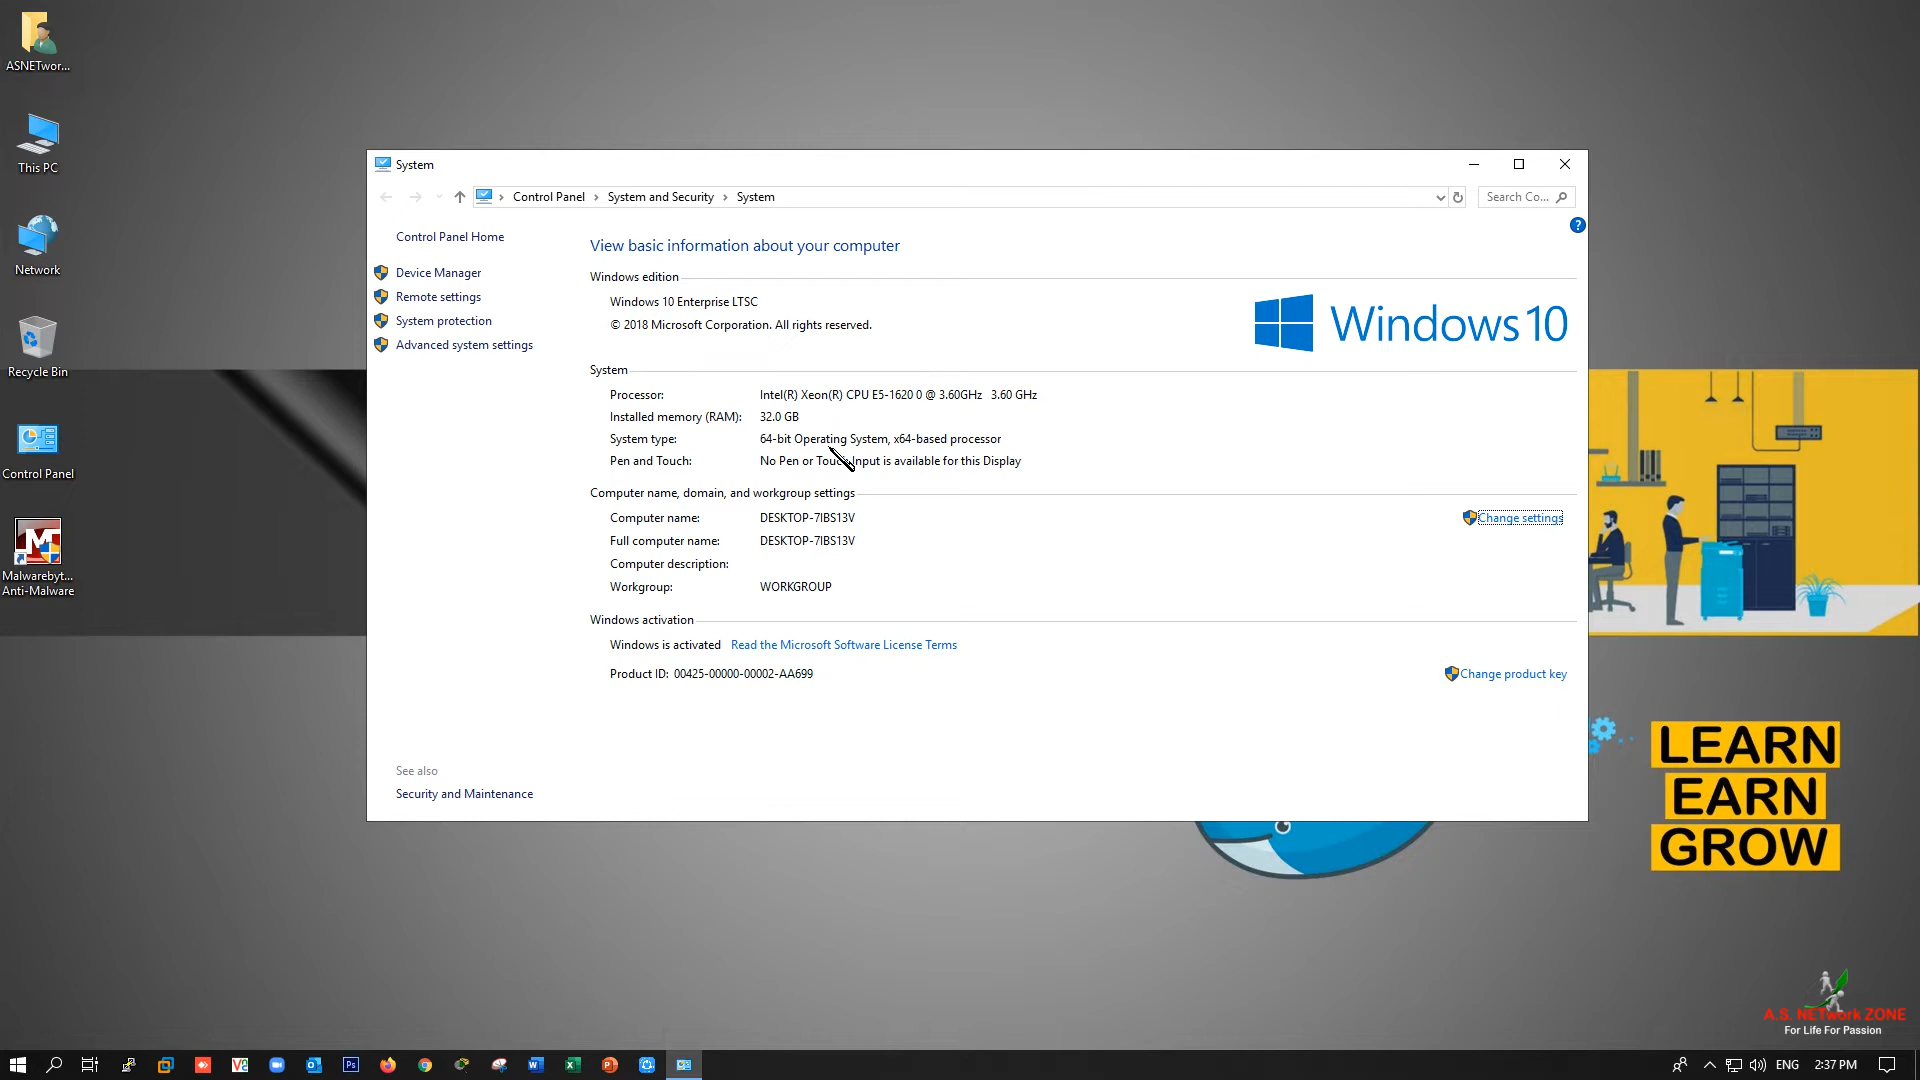 ASNETwor...
This PC
Network
Recycle Bin
Control Panel
Malwarebyt...
Anti-Malware
System
Control Panel > System and Security > System
Search Co...
Control Panel Home
Device Manager
Remote settings
System protection
Advanced system settings
See also
Security and Maintenance
View basic information about your computer
Windows edition
Windows 10 Enterprise LTSC
© 2018 Microsoft Corporation. All rights reserved.
Windows 10
System
Processor: Intel(R) Xeon(R) CPU E5-1620 0 @ 3.60GHz 3.60 GHz
Installed memory (RAM): 32.0 GB
System type: 64-bit Operating System, x64-based processor
Pen and Touch: No Pen or Touch Input is available for this Display
Computer name, domain, and workgroup settings
Computer name: DESKTOP-7IBS13V
Change settings
Full computer name: DESKTOP-7IBS13V
Computer description:
Workgroup: WORKGROUP
Windows activation
Windows is activated Read the Microsoft Software License Terms
Product ID: 00425-00000-00002-AA699
Change product key
LEARN
EARN
GROW
A.S. NETwork ZONE
For Life For Passion
ENG
2:37 PM